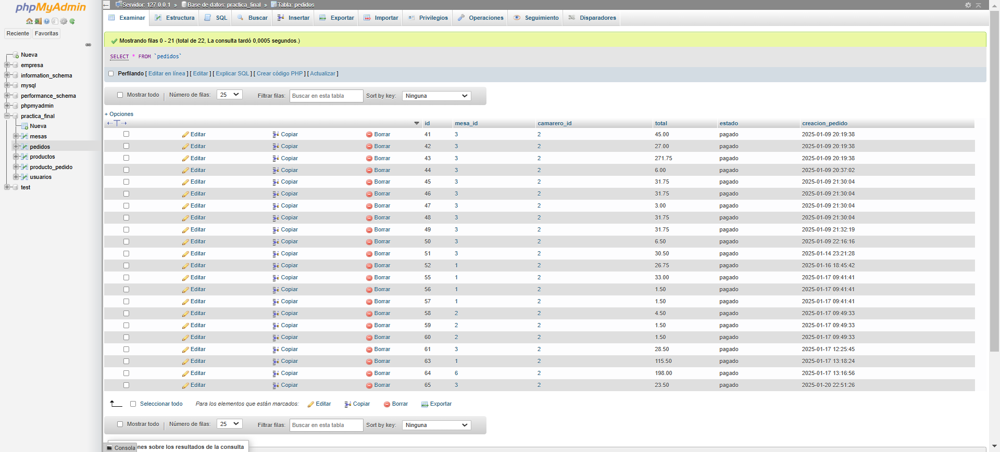 phpMyAdmin
Reciente Favoritas
Nueva
empresa
information_schema
mysql
performance_schema
phpmyadmin
practica_final
Nueva
mesas
pedidos
productos
producto_pedido
usuarios
test
Servidor: 127.0.0.1 » Base de datos: practica_final » Tabla: pedidos
Examinar Estructura SQL Buscar Insertar Exportar Importar Privilegios Operaciones Seguimiento Disparadores
Mostrando filas 0 - 21 (total de 22, La consulta tardó 0,0005 segundos.)
SELECT * FROM `pedidos`
Perfilando [ Editar en línea ] [ Editar ] [ Explicar SQL ] [ Crear código PHP ] [ Actualizar ]
Mostrar todo Número de filas: 25 Filtrar filas: Buscar en esta tabla Sort by key: Ninguna
+ Opciones
←T→ id mesa_id camarero_id total estado creacion_pedido
Editar Copiar Borrar 41 3 2 45.00 pagado 2025-01-09 20:19:38
Editar Copiar Borrar 42 3 2 27.00 pagado 2025-01-09 20:19:38
Editar Copiar Borrar 43 3 2 271.75 pagado 2025-01-09 20:19:38
Editar Copiar Borrar 44 3 2 6.00 pagado 2025-01-09 20:37:02
Editar Copiar Borrar 45 3 2 31.75 pagado 2025-01-09 21:30:04
Editar Copiar Borrar 46 3 2 31.75 pagado 2025-01-09 21:30:04
Editar Copiar Borrar 47 3 2 3.00 pagado 2025-01-09 21:30:04
Editar Copiar Borrar 48 3 2 31.75 pagado 2025-01-09 21:30:04
Editar Copiar Borrar 49 3 2 31.75 pagado 2025-01-09 21:32:19
Editar Copiar Borrar 50 3 2 6.50 pagado 2025-01-09 22:16:16
Editar Copiar Borrar 51 3 2 30.50 pagado 2025-01-14 23:21:28
Editar Copiar Borrar 52 1 2 26.75 pagado 2025-01-16 18:45:42
Editar Copiar Borrar 55 1 2 33.00 pagado 2025-01-17 09:41:41
Editar Copiar Borrar 56 1 2 1.50 pagado 2025-01-17 09:41:41
Editar Copiar Borrar 57 1 2 1.50 pagado 2025-01-17 09:41:41
Editar Copiar Borrar 58 2 2 4.50 pagado 2025-01-17 09:49:33
Editar Copiar Borrar 59 2 2 1.50 pagado 2025-01-17 09:49:33
Editar Copiar Borrar 60 2 2 1.50 pagado 2025-01-17 09:49:33
Editar Copiar Borrar 61 3 2 28.50 pagado 2025-01-17 12:25:45
Editar Copiar Borrar 63 1 2 115.50 pagado 2025-01-17 13:18:24
Editar Copiar Borrar 64 6 2 198.00 pagado 2025-01-17 13:16:56
Editar Copiar Borrar 65 3 2 23.50 pagado 2025-01-20 22:51:26
Seleccionar todo Para los elementos que están marcados: Editar Copiar Borrar Exportar
Mostrar todo Número de filas: 25 Filtrar filas: Buscar en esta tabla Sort by key: Ninguna
Consola nes sobre los resultados de la consulta